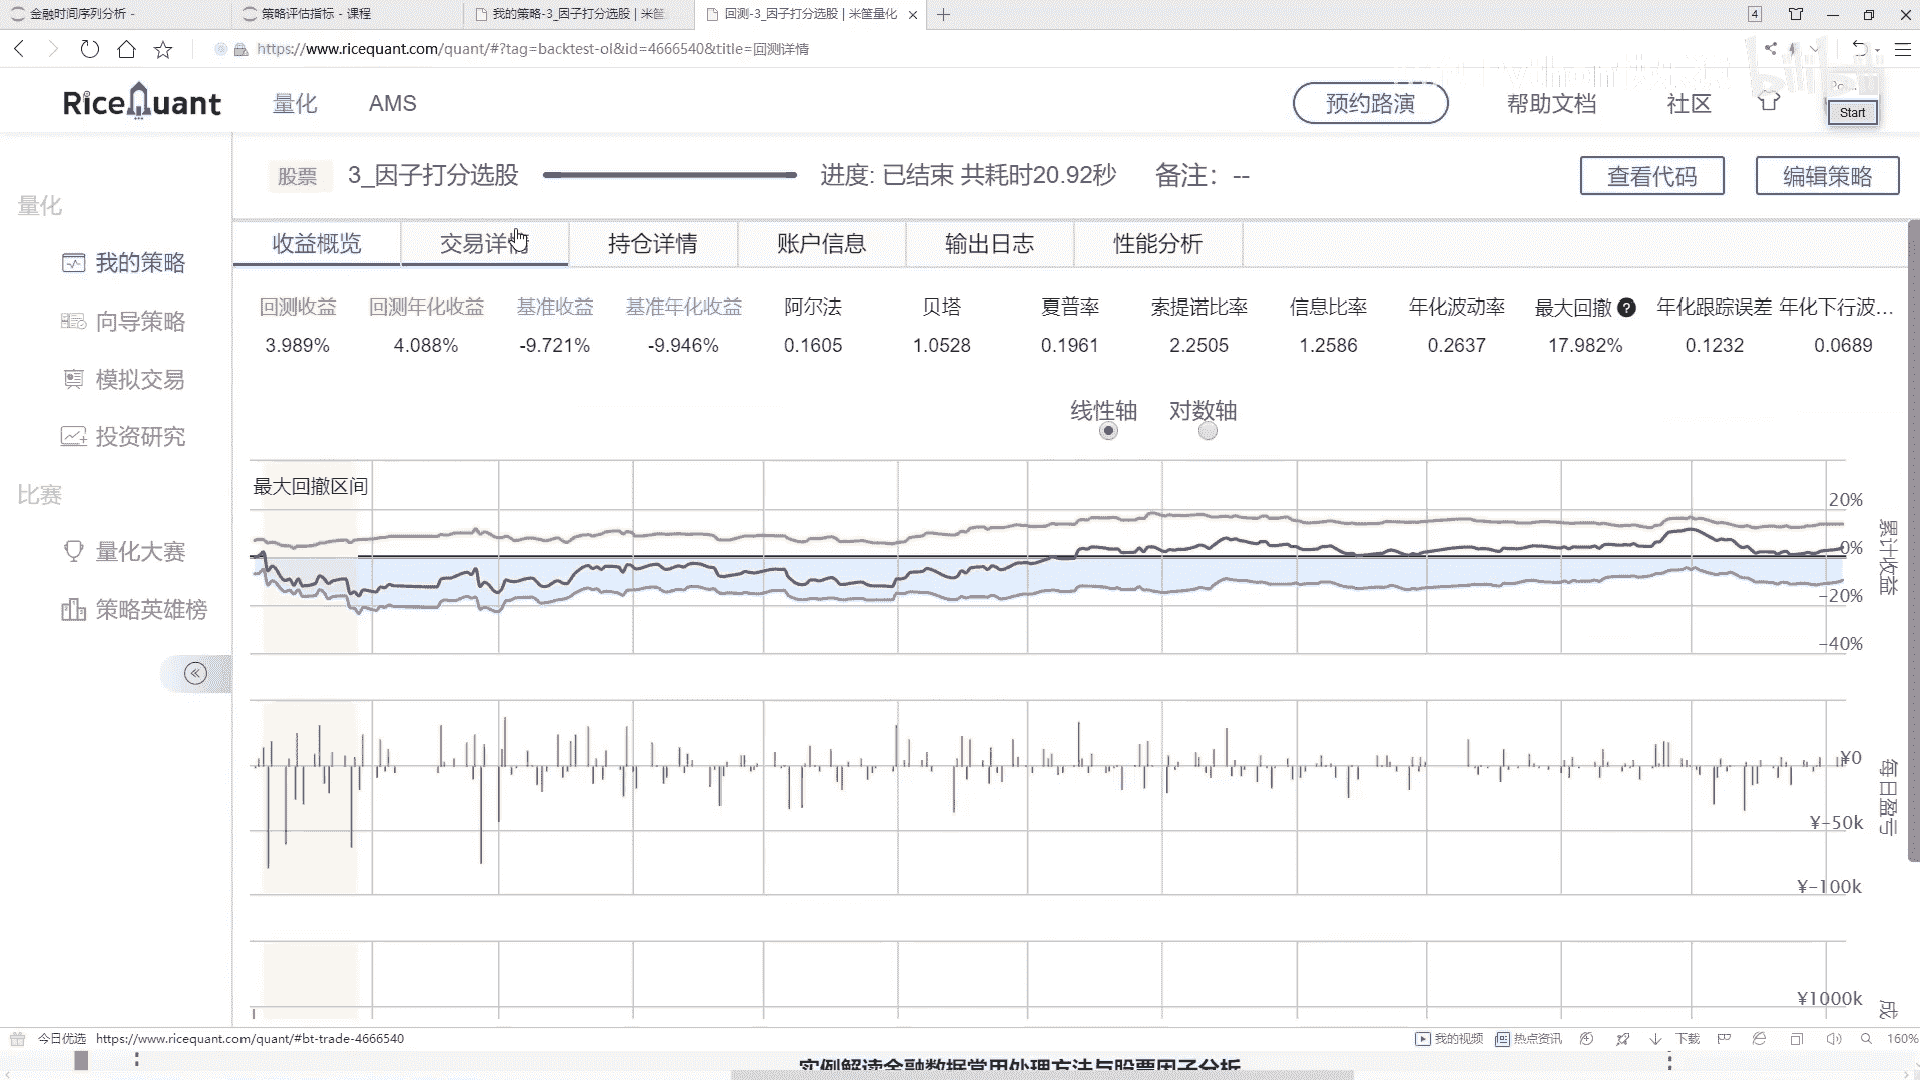 金融时间序列分析 -
策略评估指标 - 课程
我的策略-3_因子打分选股 | 米筐
回测-3_因子打分选股 | 米筐量化
4
https://www.ricequant.com/quant/#?tag=backtest-ol&id=4666540&title=回测详情
RiceQuant
量化
AMS
预约路演
帮助文档
社区
Start
股票
3_因子打分选股
进度: 已结束 共耗时20.92秒
备注: --
查看代码
编辑策略
量化
我的策略
向导策略
模拟交易
投资研究
比赛
量化大赛
策略英雄榜
收益概览
交易详情
持仓详情
账户信息
输出日志
性能分析
回测收益 回测年化收益 基准收益 基准年化收益 阿尔法 贝塔 夏普率 索提诺比率 信息比率 年化波动率 最大回撤 ? 年化跟踪误差 年化下行波...
3.989% 4.088% -9.721% -9.946% 0.1605 1.0528 0.1961 2.2505 1.2586 0.2637 17.982% 0.1232 0.0689
线性轴 对数轴
最大回撤区间
20%
0%
-20%
-40%
累计收益
¥0
¥-50k
¥-100k
每日盈亏
¥1000k
成
今日优选 https://www.ricequant.com/quant/#bt-trade-4666540
我的视频 热点资讯 下载 160%
实例解读金融数据常用处理方法与股票因子分析